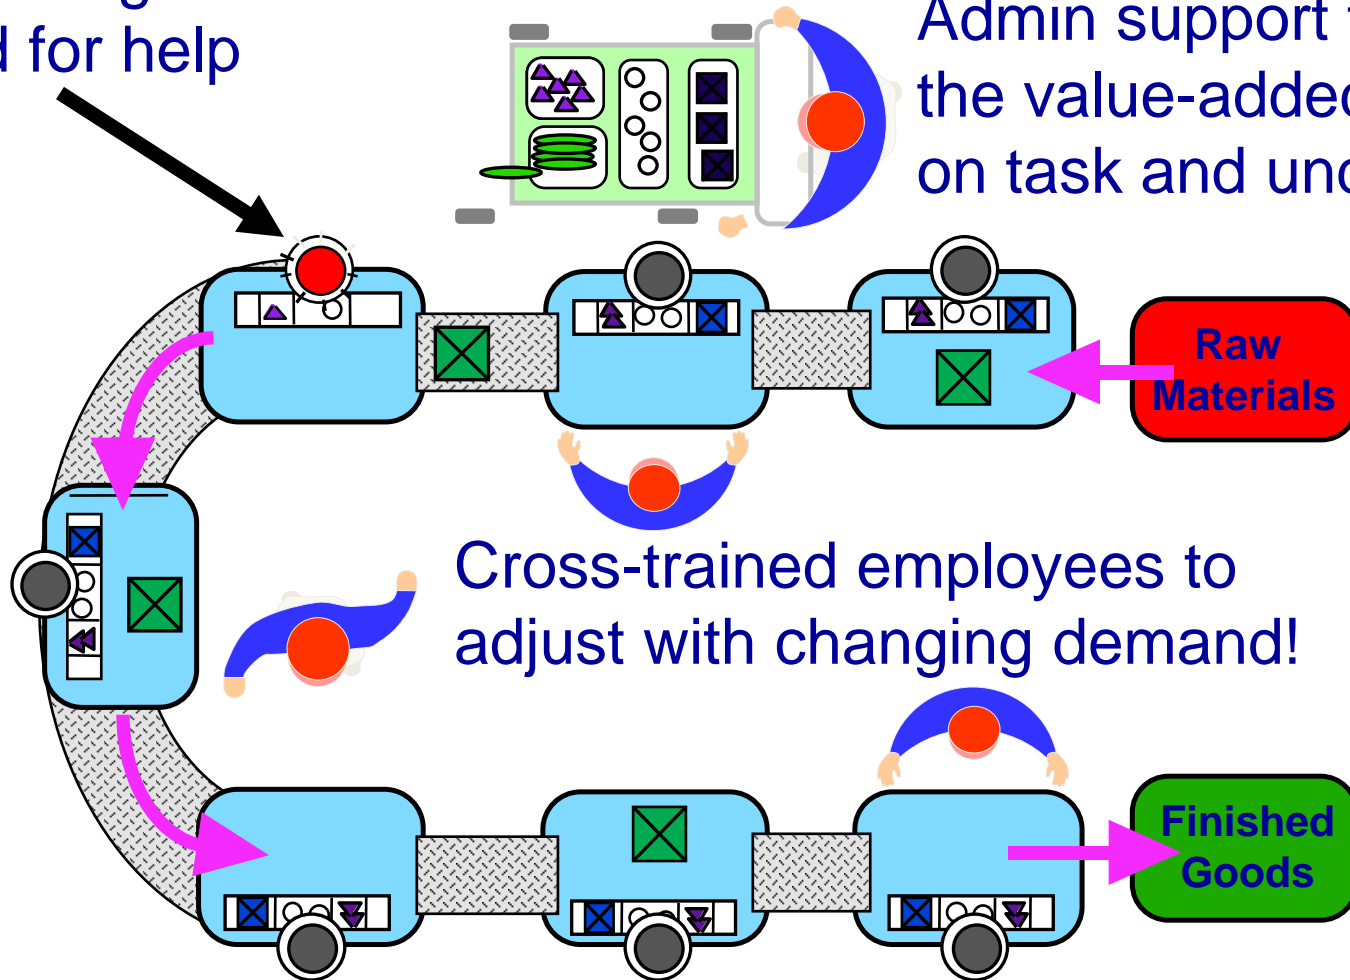 for help
Admin support
the value-added
on task and
Raw
Materials
Cross-trained employees to
adjust with changing demand!
Finished
Goods